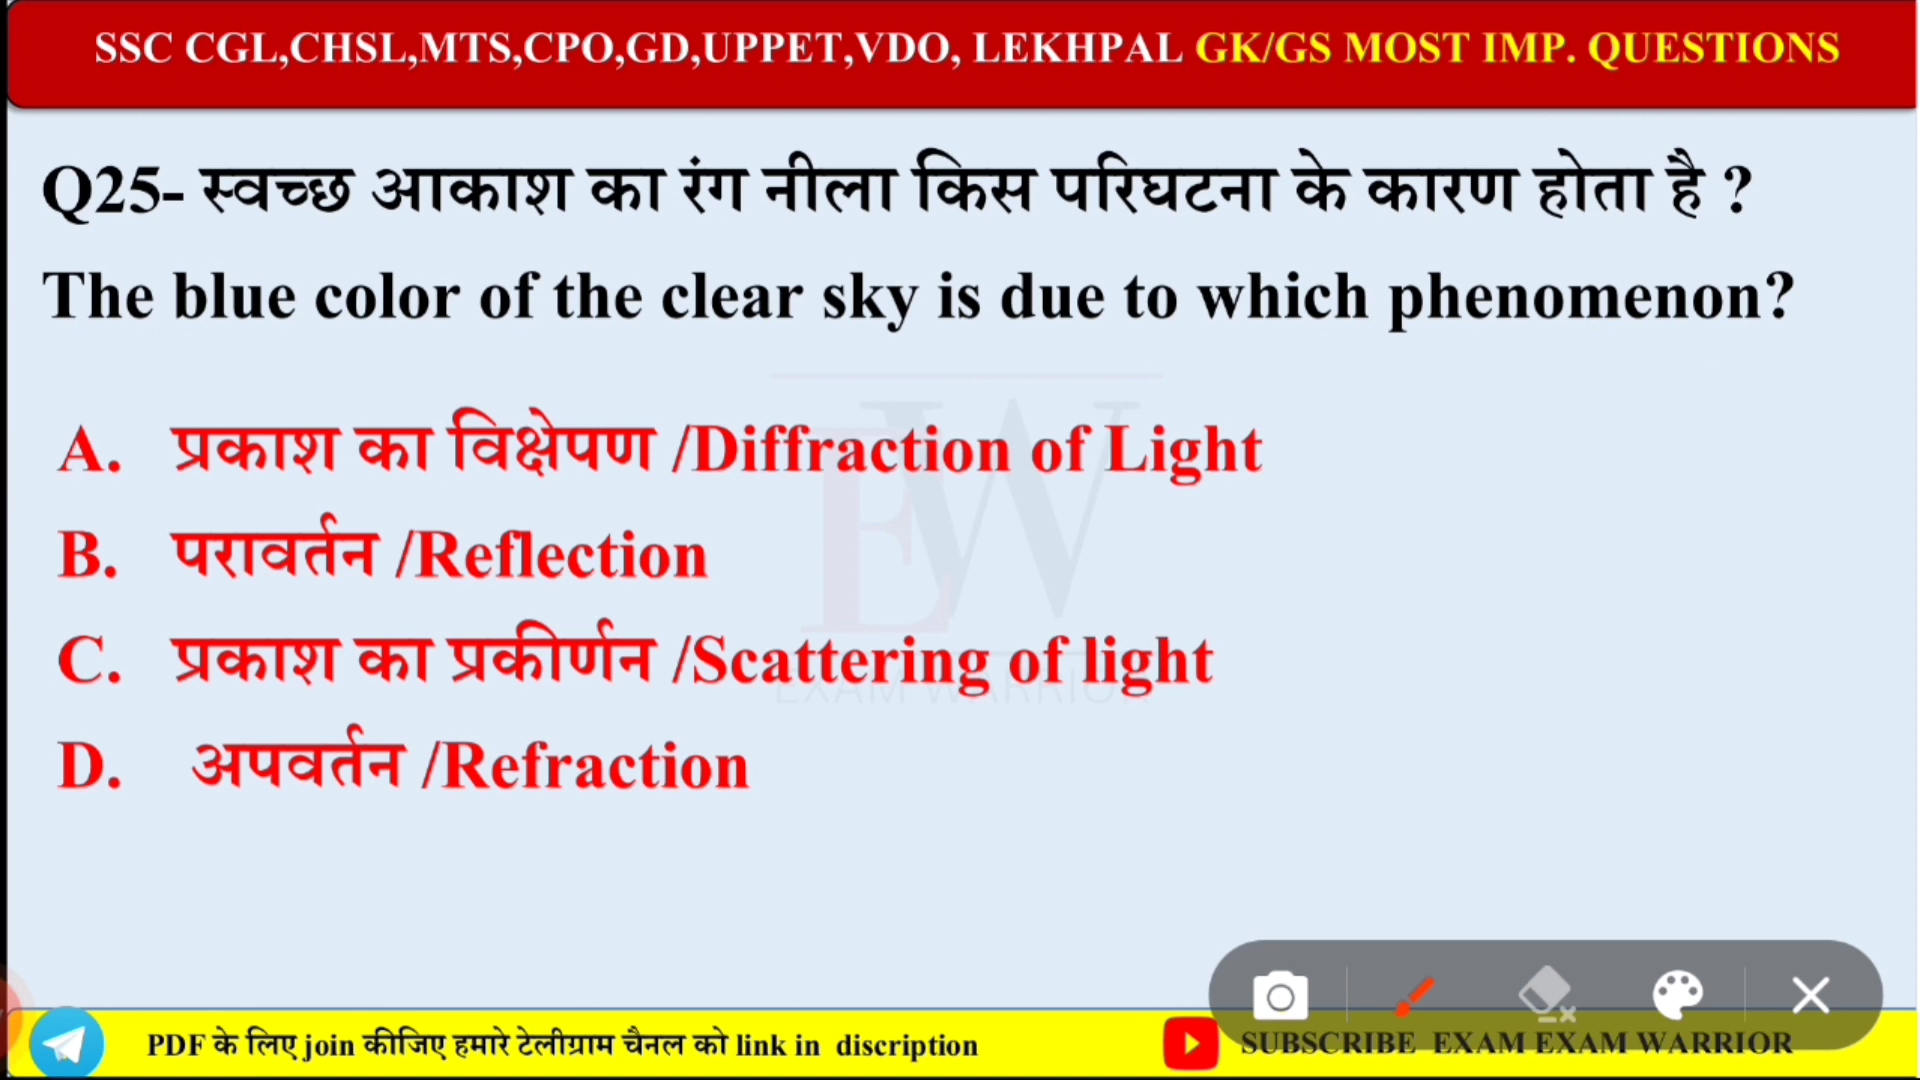 SSC CGL,CHSL,MTS,CPO,GD,UPPET,VDO, LEKHPAL GK/GS MOST IMP. QUESTIONS
Q25- स्वच्छ आकाश का रंग नीला किस परिघटना के कारण होता है ?
The blue color of the clear sky is due to which phenomenon?
A. प्रकाश का विक्षेपण /Diffraction of Light
B. परावर्तन /Reflection
C. प्रकाश का प्रकीर्णन /Scattering of light
D. अपवर्तन /Refraction
EW
EXAM WARRIOR
PDF के लिए join कीजिए हमारे टेलीग्राम चैनल को link in discription
SUBSCRIBE EXAM EXAM WARRIOR